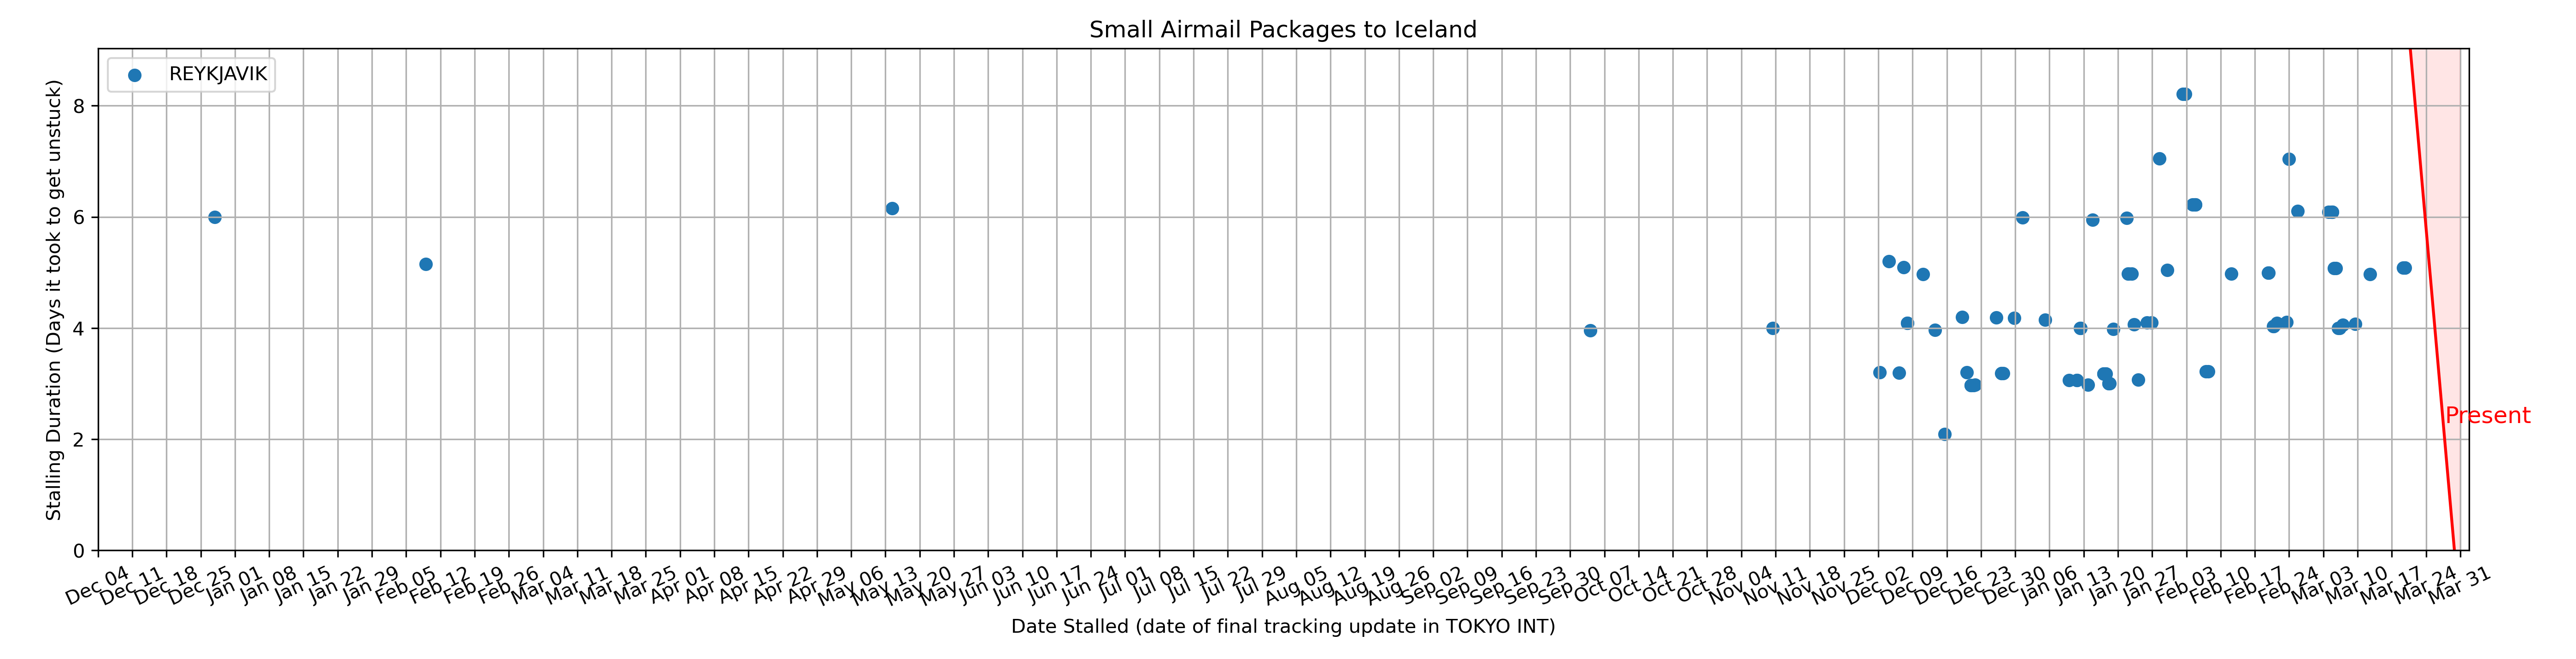 Small Airmail Packages to Iceland
REYKJAVIK
Stalling Duration (Days it took to get unstuck)
8
6
4
2
0
Present
Dec 04
Dec 11
Dec 18
Dec 25
Jan 01
Jan 08
Jan 15
Jan 22
Jan 29
Feb 05
Feb 12
Feb 19
Feb 26
Mar 04
Mar 11
Mar 18
Mar 25
Apr 01
Apr 08
Apr 15
Apr 22
Apr 29
May 06
May 13
May 20
May 27
Jun 03
Jun 10
Jun 17
Jun 24
Jul 01
Jul 08
Jul 15
Jul 22
Jul 29
Aug 05
Aug 12
Aug 19
Aug 26
Sep 02
Sep 09
Sep 16
Sep 23
Sep 30
Oct 07
Oct 14
Oct 21
Oct 28
Nov 04
Nov 11
Nov 18
Nov 25
Dec 02
Dec 09
Dec 16
Dec 23
Dec 30
Jan 06
Jan 13
Jan 20
Jan 27
Feb 03
Feb 10
Feb 17
Feb 24
Mar 03
Mar 10
Mar 17
Mar 24
Mar 31
Date Stalled (date of final tracking update in TOKYO INT)